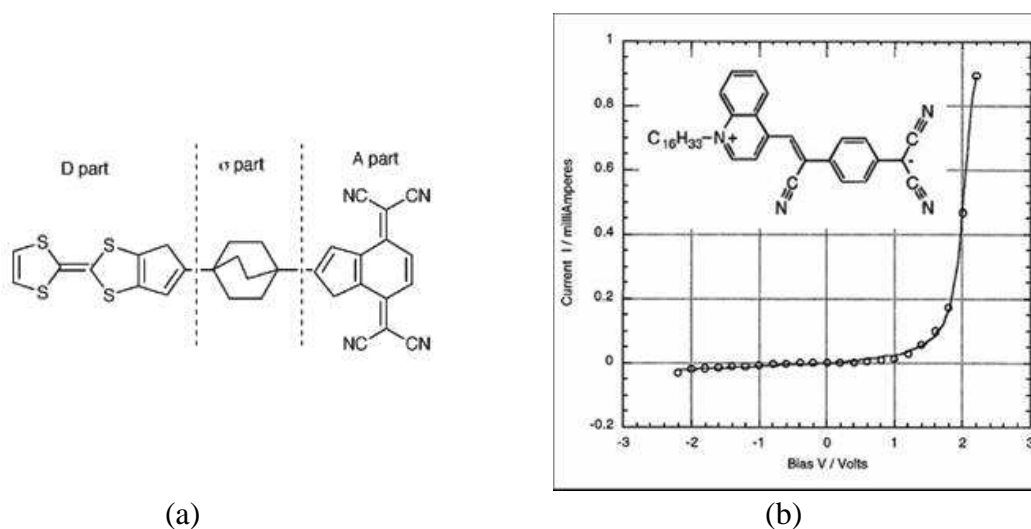 D part
σ part
A part
NC
CN
S
S
S
S
NC
CN
(a)
1
0.8
0.6
0.4
0.2
0
-0.2
-3
-2
-1
0
1
2
3
Current I / milliAmperes
Bias V / Volts
C₁₆H₃₃–N+
N
C
C
C
N
C
N
(b)